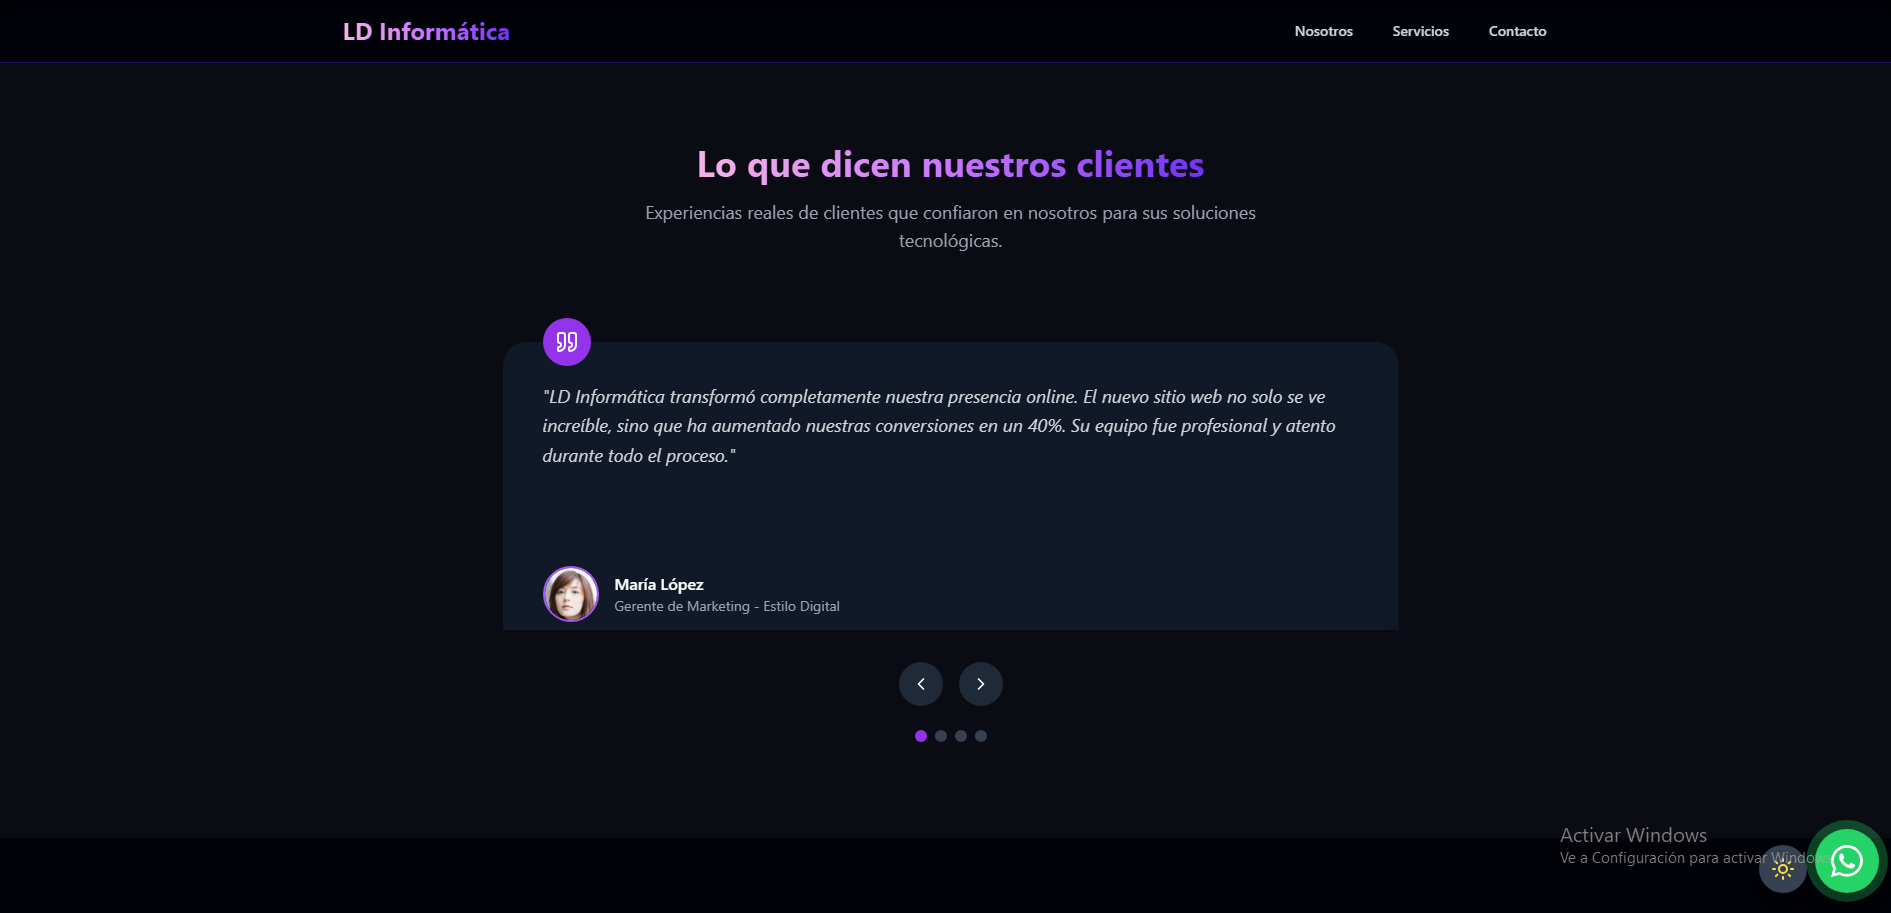 LD Informática
Nosotros
Servicios
Contacto
Lo que dicen nuestros clientes
Experiencias reales de clientes que confiaron en nosotros para sus soluciones
tecnológicas.
"LD Informática transformó completamente nuestra presencia online. El nuevo sitio web no solo se ve
increíble, sino que ha aumentado nuestras conversiones en un 40%. Su equipo fue profesional y atento
durante todo el proceso."
María López
Gerente de Marketing - Estilo Digital
Activar Windows
Ve a Configuración para activar Windows